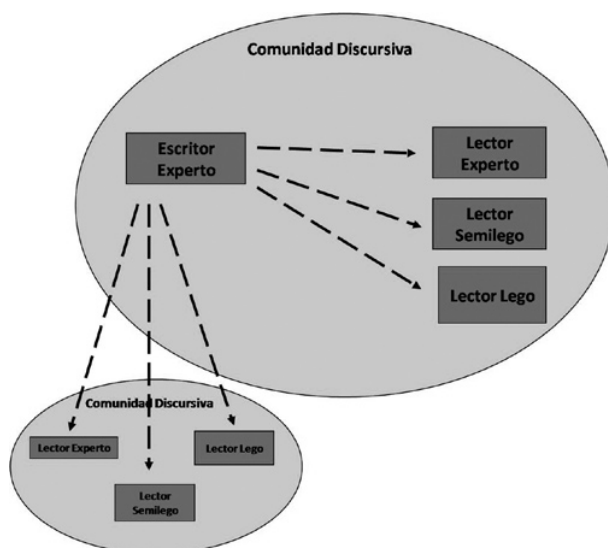 Comunidad Discursiva
Escritor
Experto
Lector
Experto
Lector
Semilego
Lector Lego
Comunidad Discursiva
Lector Experto
Lector Lego
Lector
Semilego